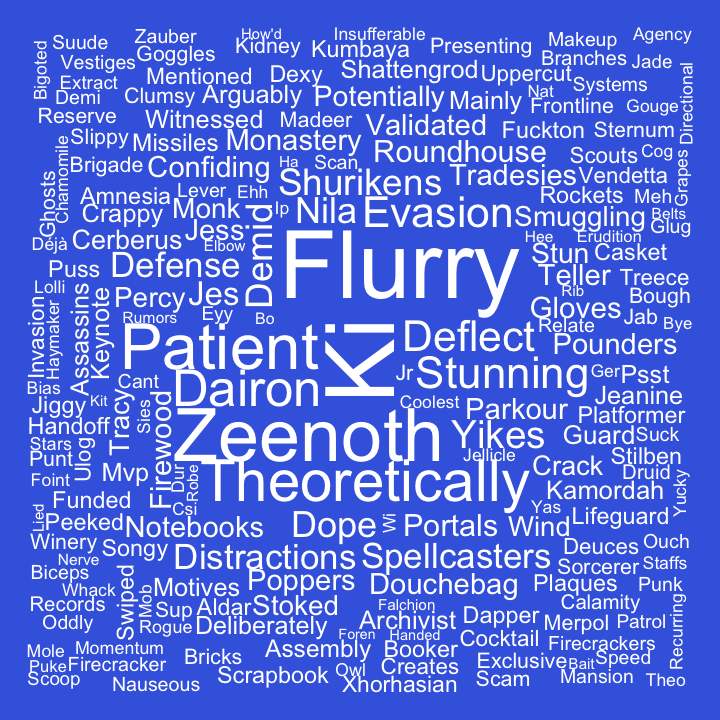 Suude
Zauber
How'd
Insufferable
Makeup
Agency
Vestiges
Goggles
Kidney
Kumbaya
Presenting
Branches
Jade
Bigoted
Extract
Mentioned
Dexy
Shattengrod
Uppercut
Systems
Demi
Clumsy
Arguably
Potentially
Mainly
Nat
Frontline
Gouge
Directional
Reserve
Witnessed
Madeer
Validated
Fuckton
Sternum
Slippy
Missiles
Monastery
Roundhouse
Scouts
Cog
Chamomile
Brigade
Confiding
Ha
Scan
Shurikens
Tradesies
Vendetta
Grapes
Ghosts
Amnesia
Lever
Ehh
Ip
Nila
Evasion
Rockets
Meh
Crappy
Monk
Smuggling
Belts
Glug
Déjà
Cerberus
Jess
Elbow
Demid
Flurry
Hee
Erudition
Stun
Casket
Puss
Defense
Teller
Treece
Lolli
Percy
Jes
Rib
Bough
Invasion
Haymaker
Assassins
Keynote
Rumors
Eyy
Bo
Gloves
Relate
Jab
Bye
Patient
Ki
Deflect
Pounders
Bias
Kit
Cant
Dairon
Jr
Stunning
Ger
Psst
Jiggy
Tracy
Sies
Coolest
Parkour
Jeanine
Handoff
Platformer
Stars
Ulog
Firewood
Zeenoth
Yikes
Guard
Suck
Punt
Jellicle
Stilben
Foint
Mvp
Dur
Robe
Theoretically
Crack
Druid
Yucky
Funded
Csi
Kamordah
Lied
Peeked
Notebooks
Dope
Wi
Portals
Wind
Yas
Lifeguard
Winery
Songy
Distractions
Spellcasters
Deuces
Ouch
Nerve
Sorcerer
Staffs
Biceps
Whack
Swiped
Mob
Motives
Poppers
Douchebag
Plaques
Punk
Records
Sup
Aldar
Stoked
Falchion
Calamity
Oddly
Rogue
Deliberately
Archivist
Dapper
Merpol
Patrol
Recurring
Foren
Handed
Cocktail
Firecrackers
Mole
Momentum
Assembly
Booker
Puke
Firecracker
Bricks
Owl
Creates
Exclusive
Bait
Speed
Scoop
Nauseous
Scrapbook
Xhorhasian
Scam
Mansion
Theo